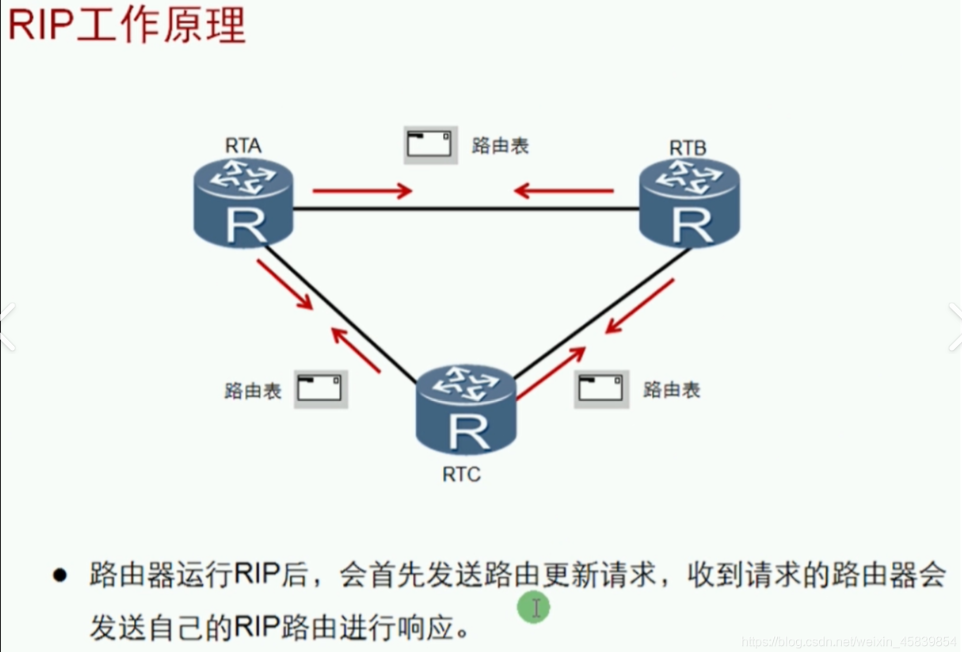 RIP工作原理
RTA
路由表
RTB
R
R
路由表
路由表
R
RTC
● 路由器运行RIP后，会首先发送路由更新请求，收到请求的路由器会
发送自己的RIP路由进行响应。
https://blog.csdn.net/weixin_45839854